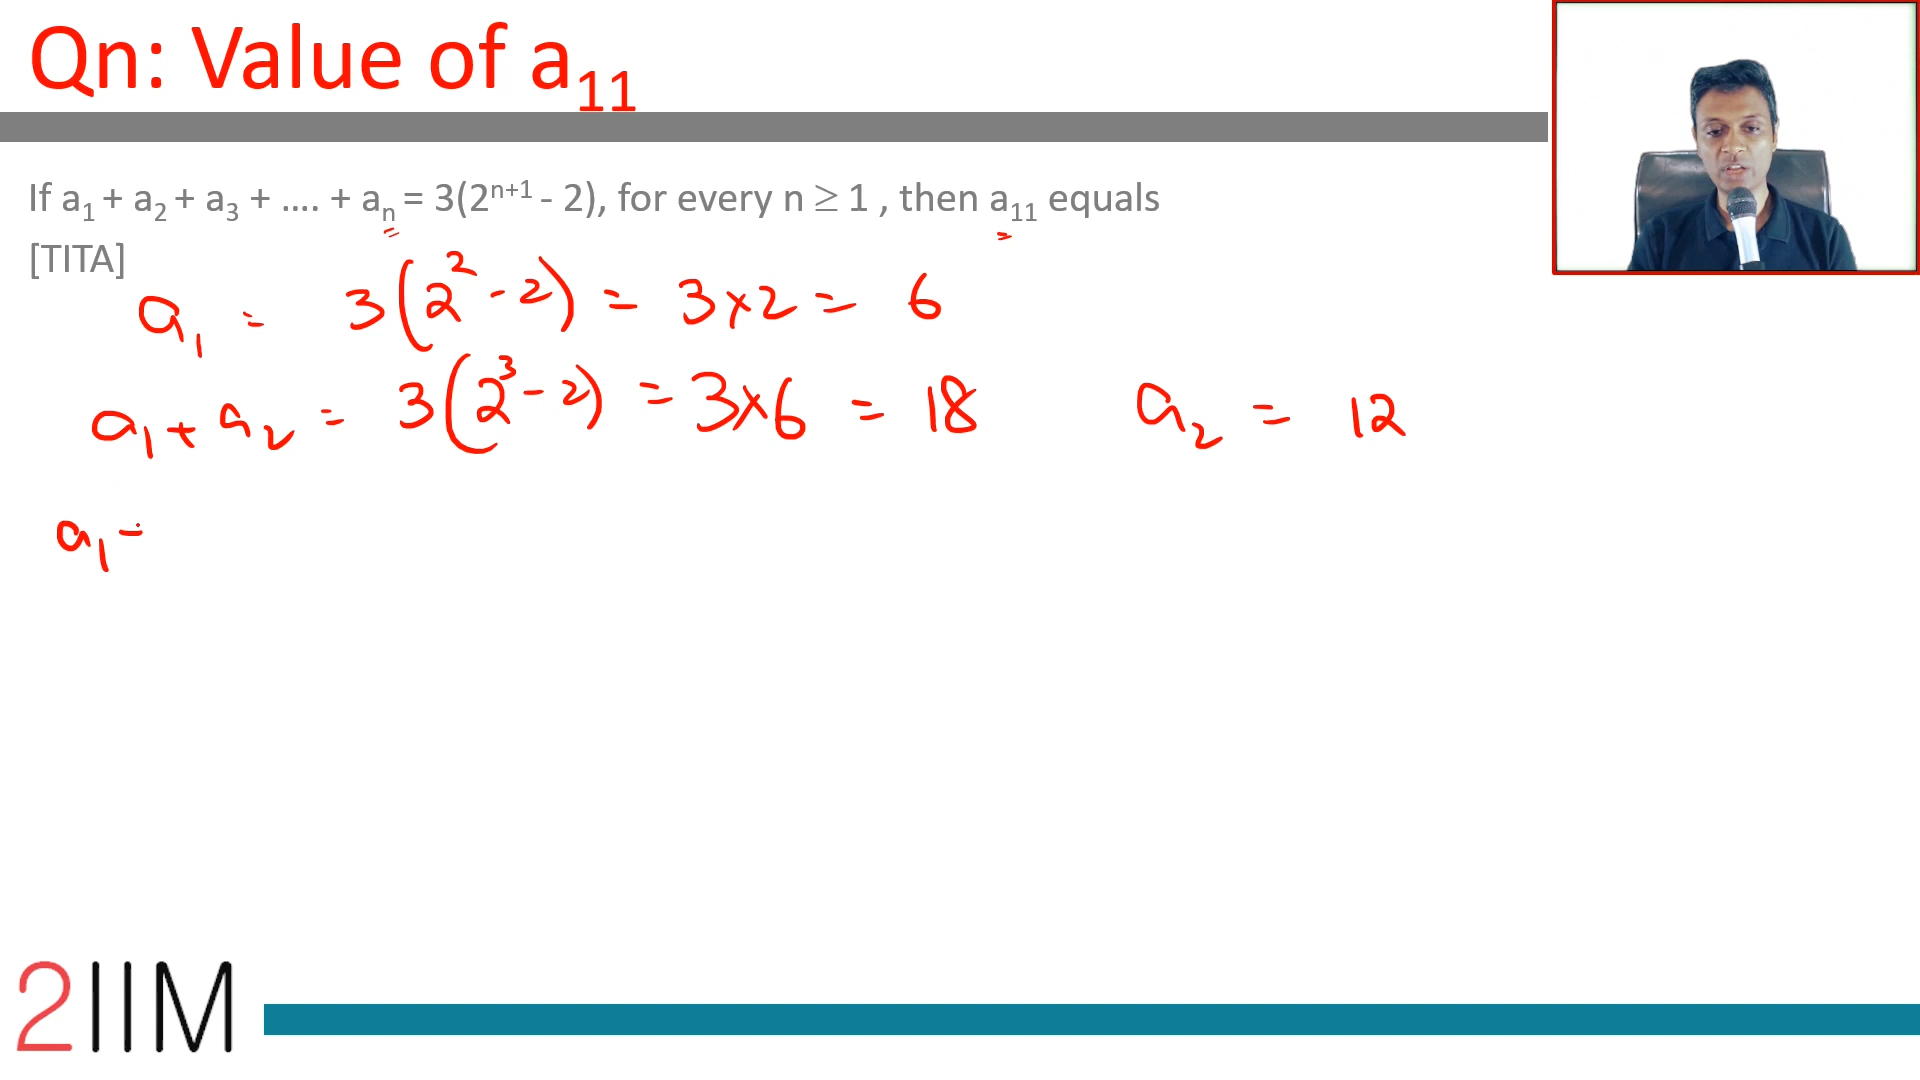 Qn: Value of a₁₁
If a₁ + a₂ + a₃ + .... + aₙ = 3(2ⁿ⁺¹ - 2), for every n ≥ 1 , then a₁₁ equals
[TITA]
a₁ = 3(2² - 2) = 3 × 2 = 6
a₁ + a₂ = 3(2³ - 2) = 3 × 6 = 18 a₂ = 12
a₁ -
2IIM